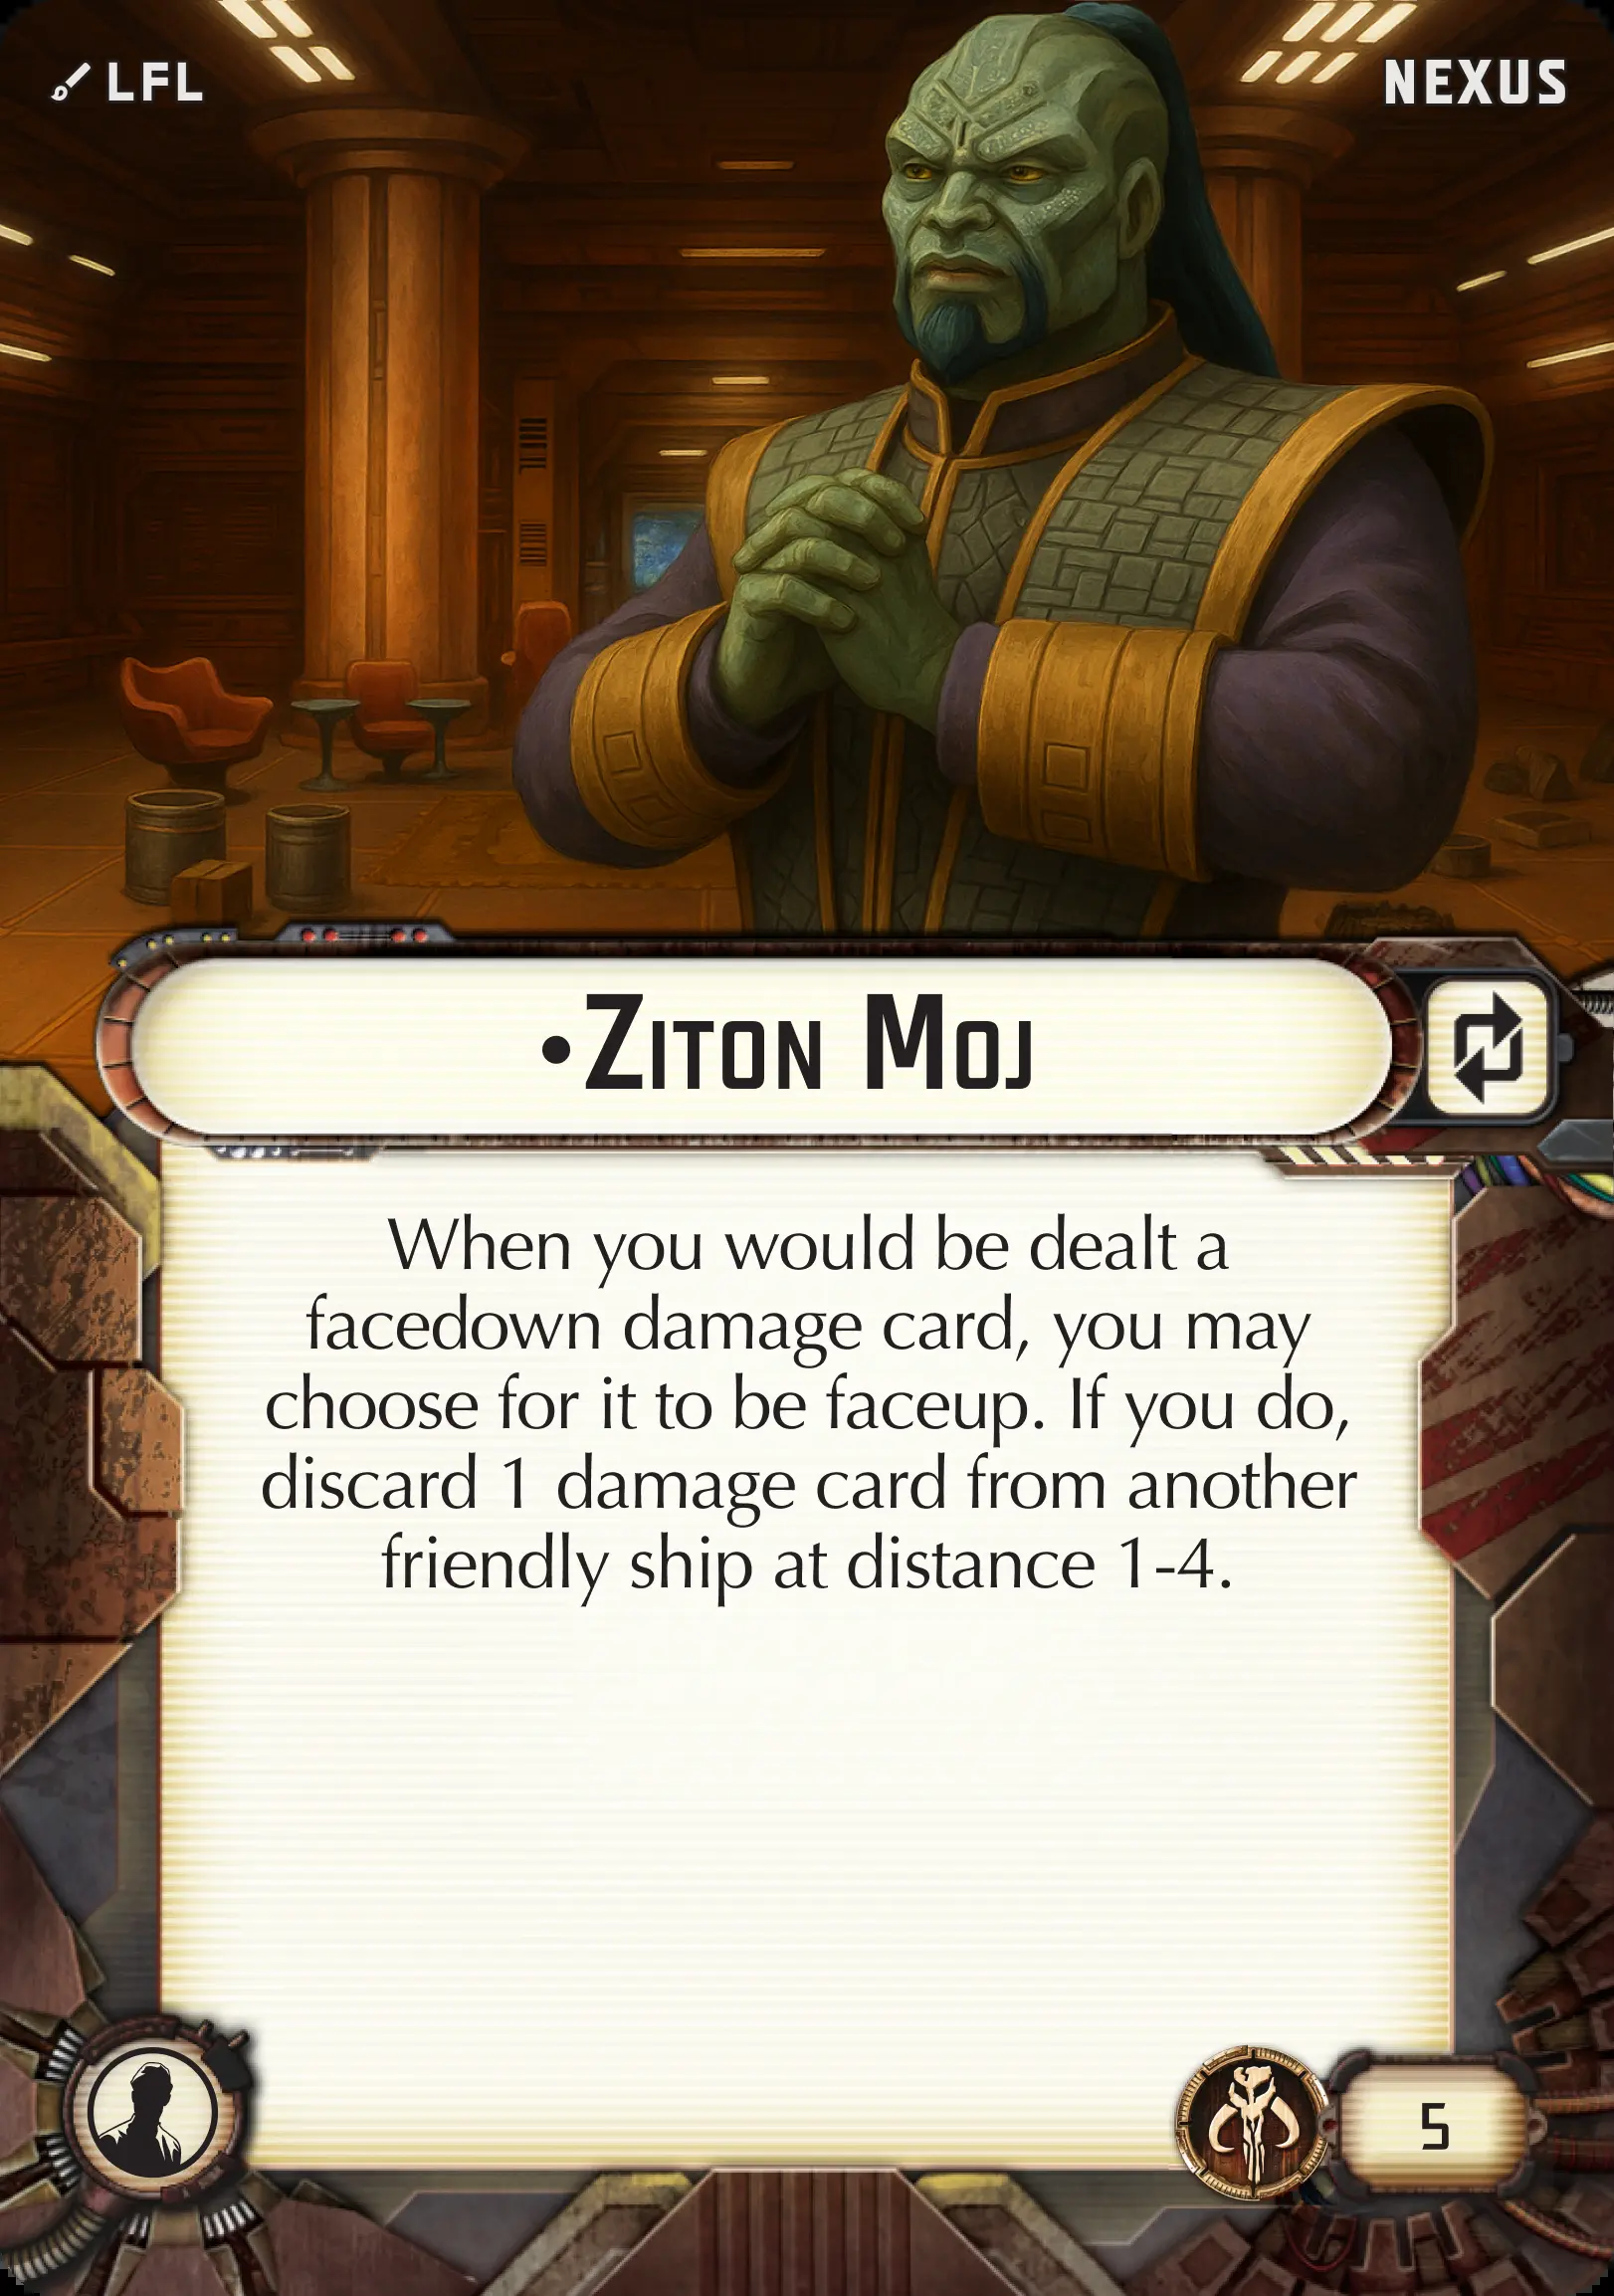 LFL
NEXUS
•Ziton Moj
When you would be dealt a
facedown damage card, you may
choose for it to be faceup. If you do,
discard 1 damage card from another
friendly ship at distance 1-4.
5